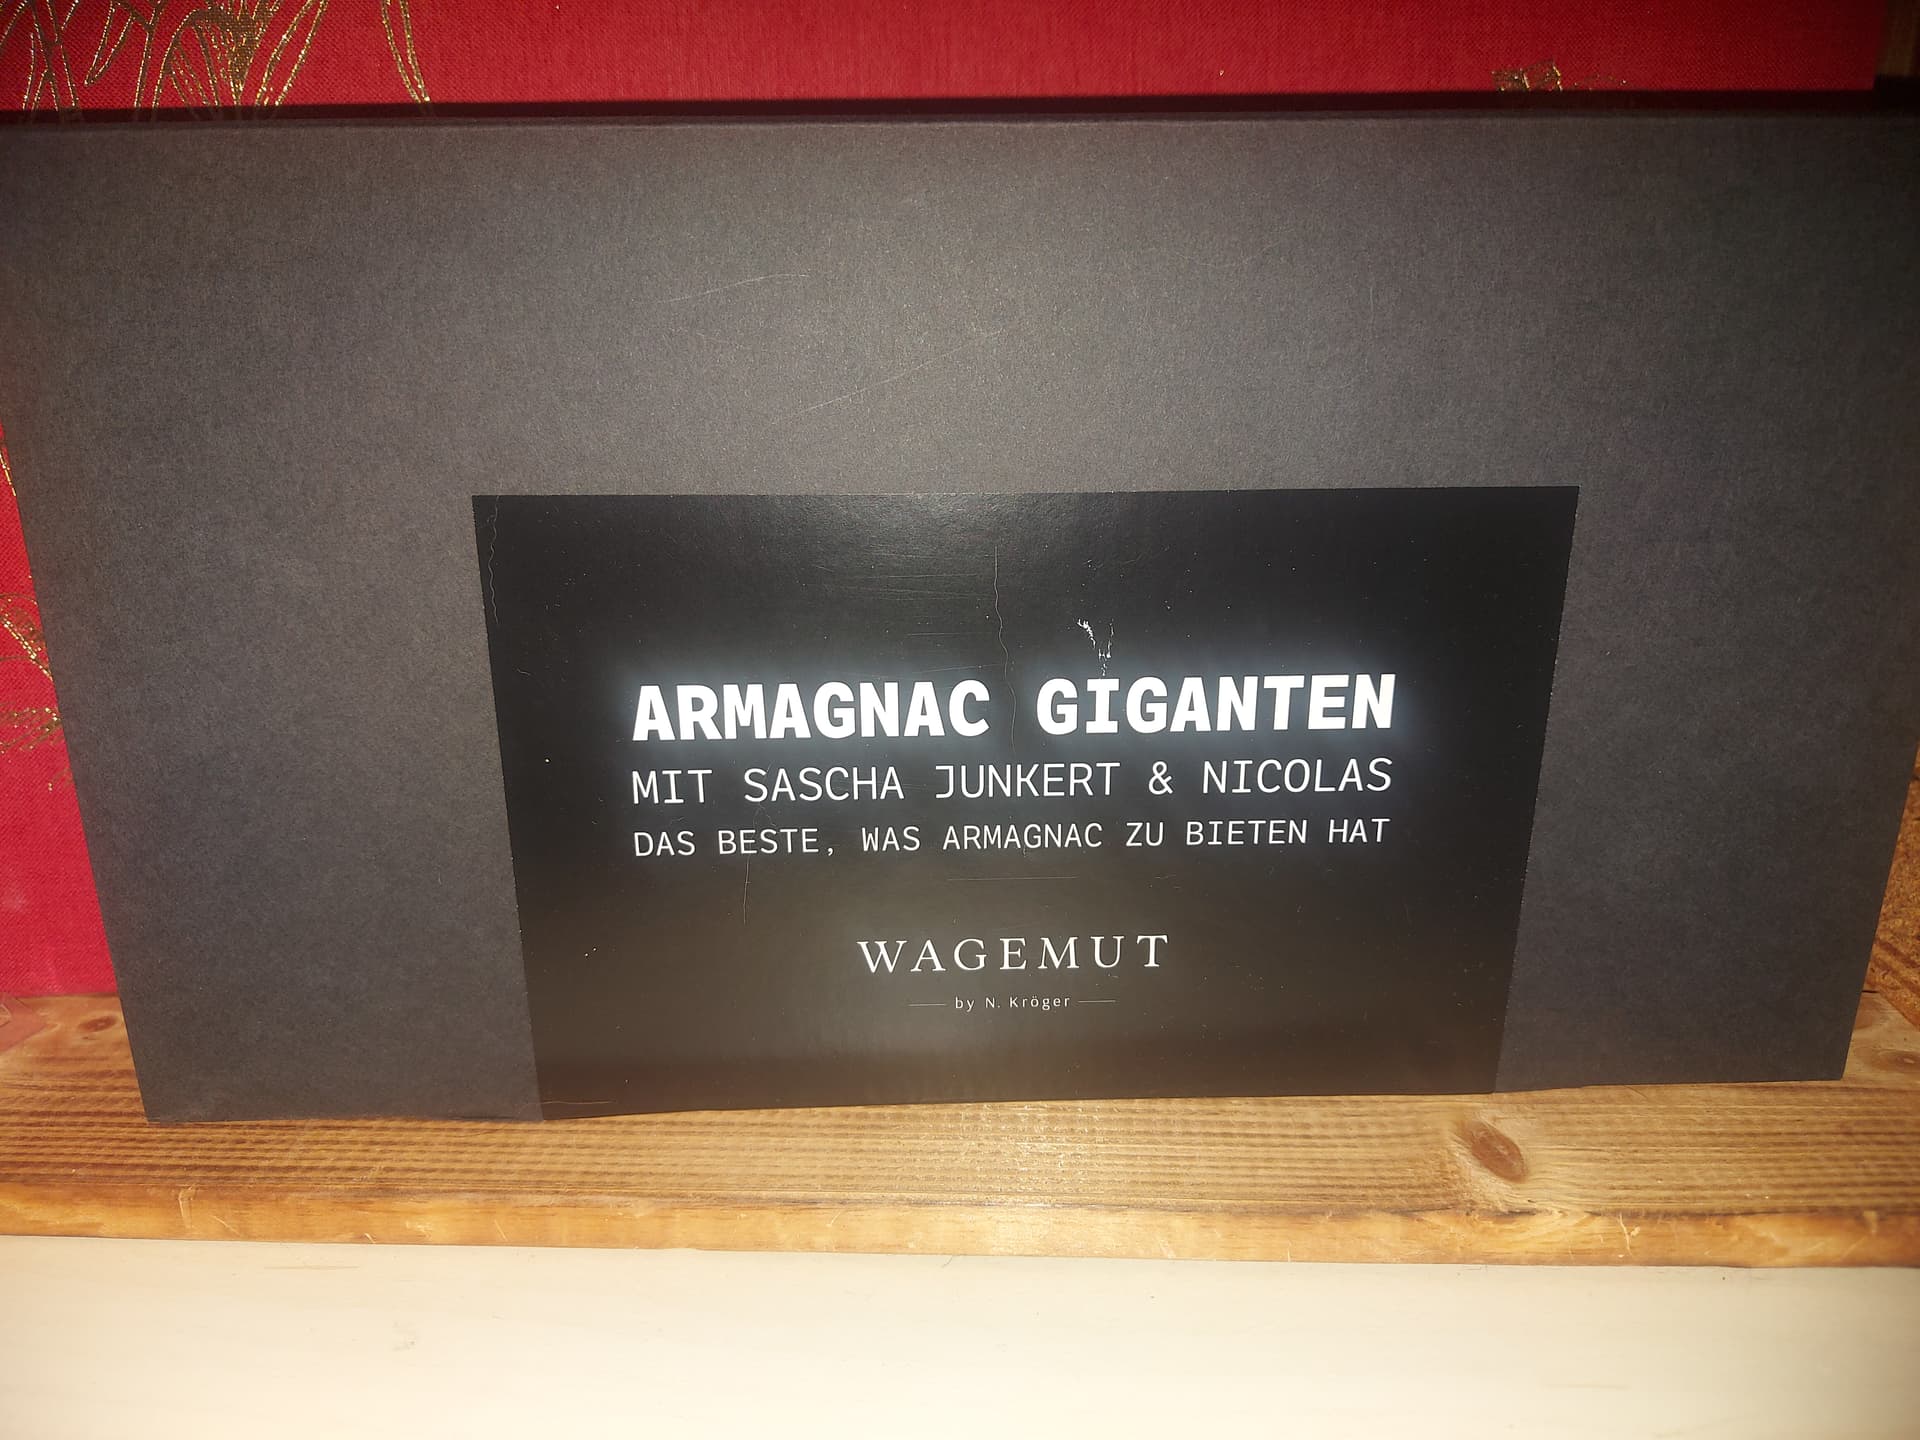 ARMAGNAC GIGANTEN
MIT SASCHA JUNKERT & NICOLAS
DAS BESTE, WAS ARMAGNAC ZU BIETEN HAT
WAGEMUT
by N. Kröger